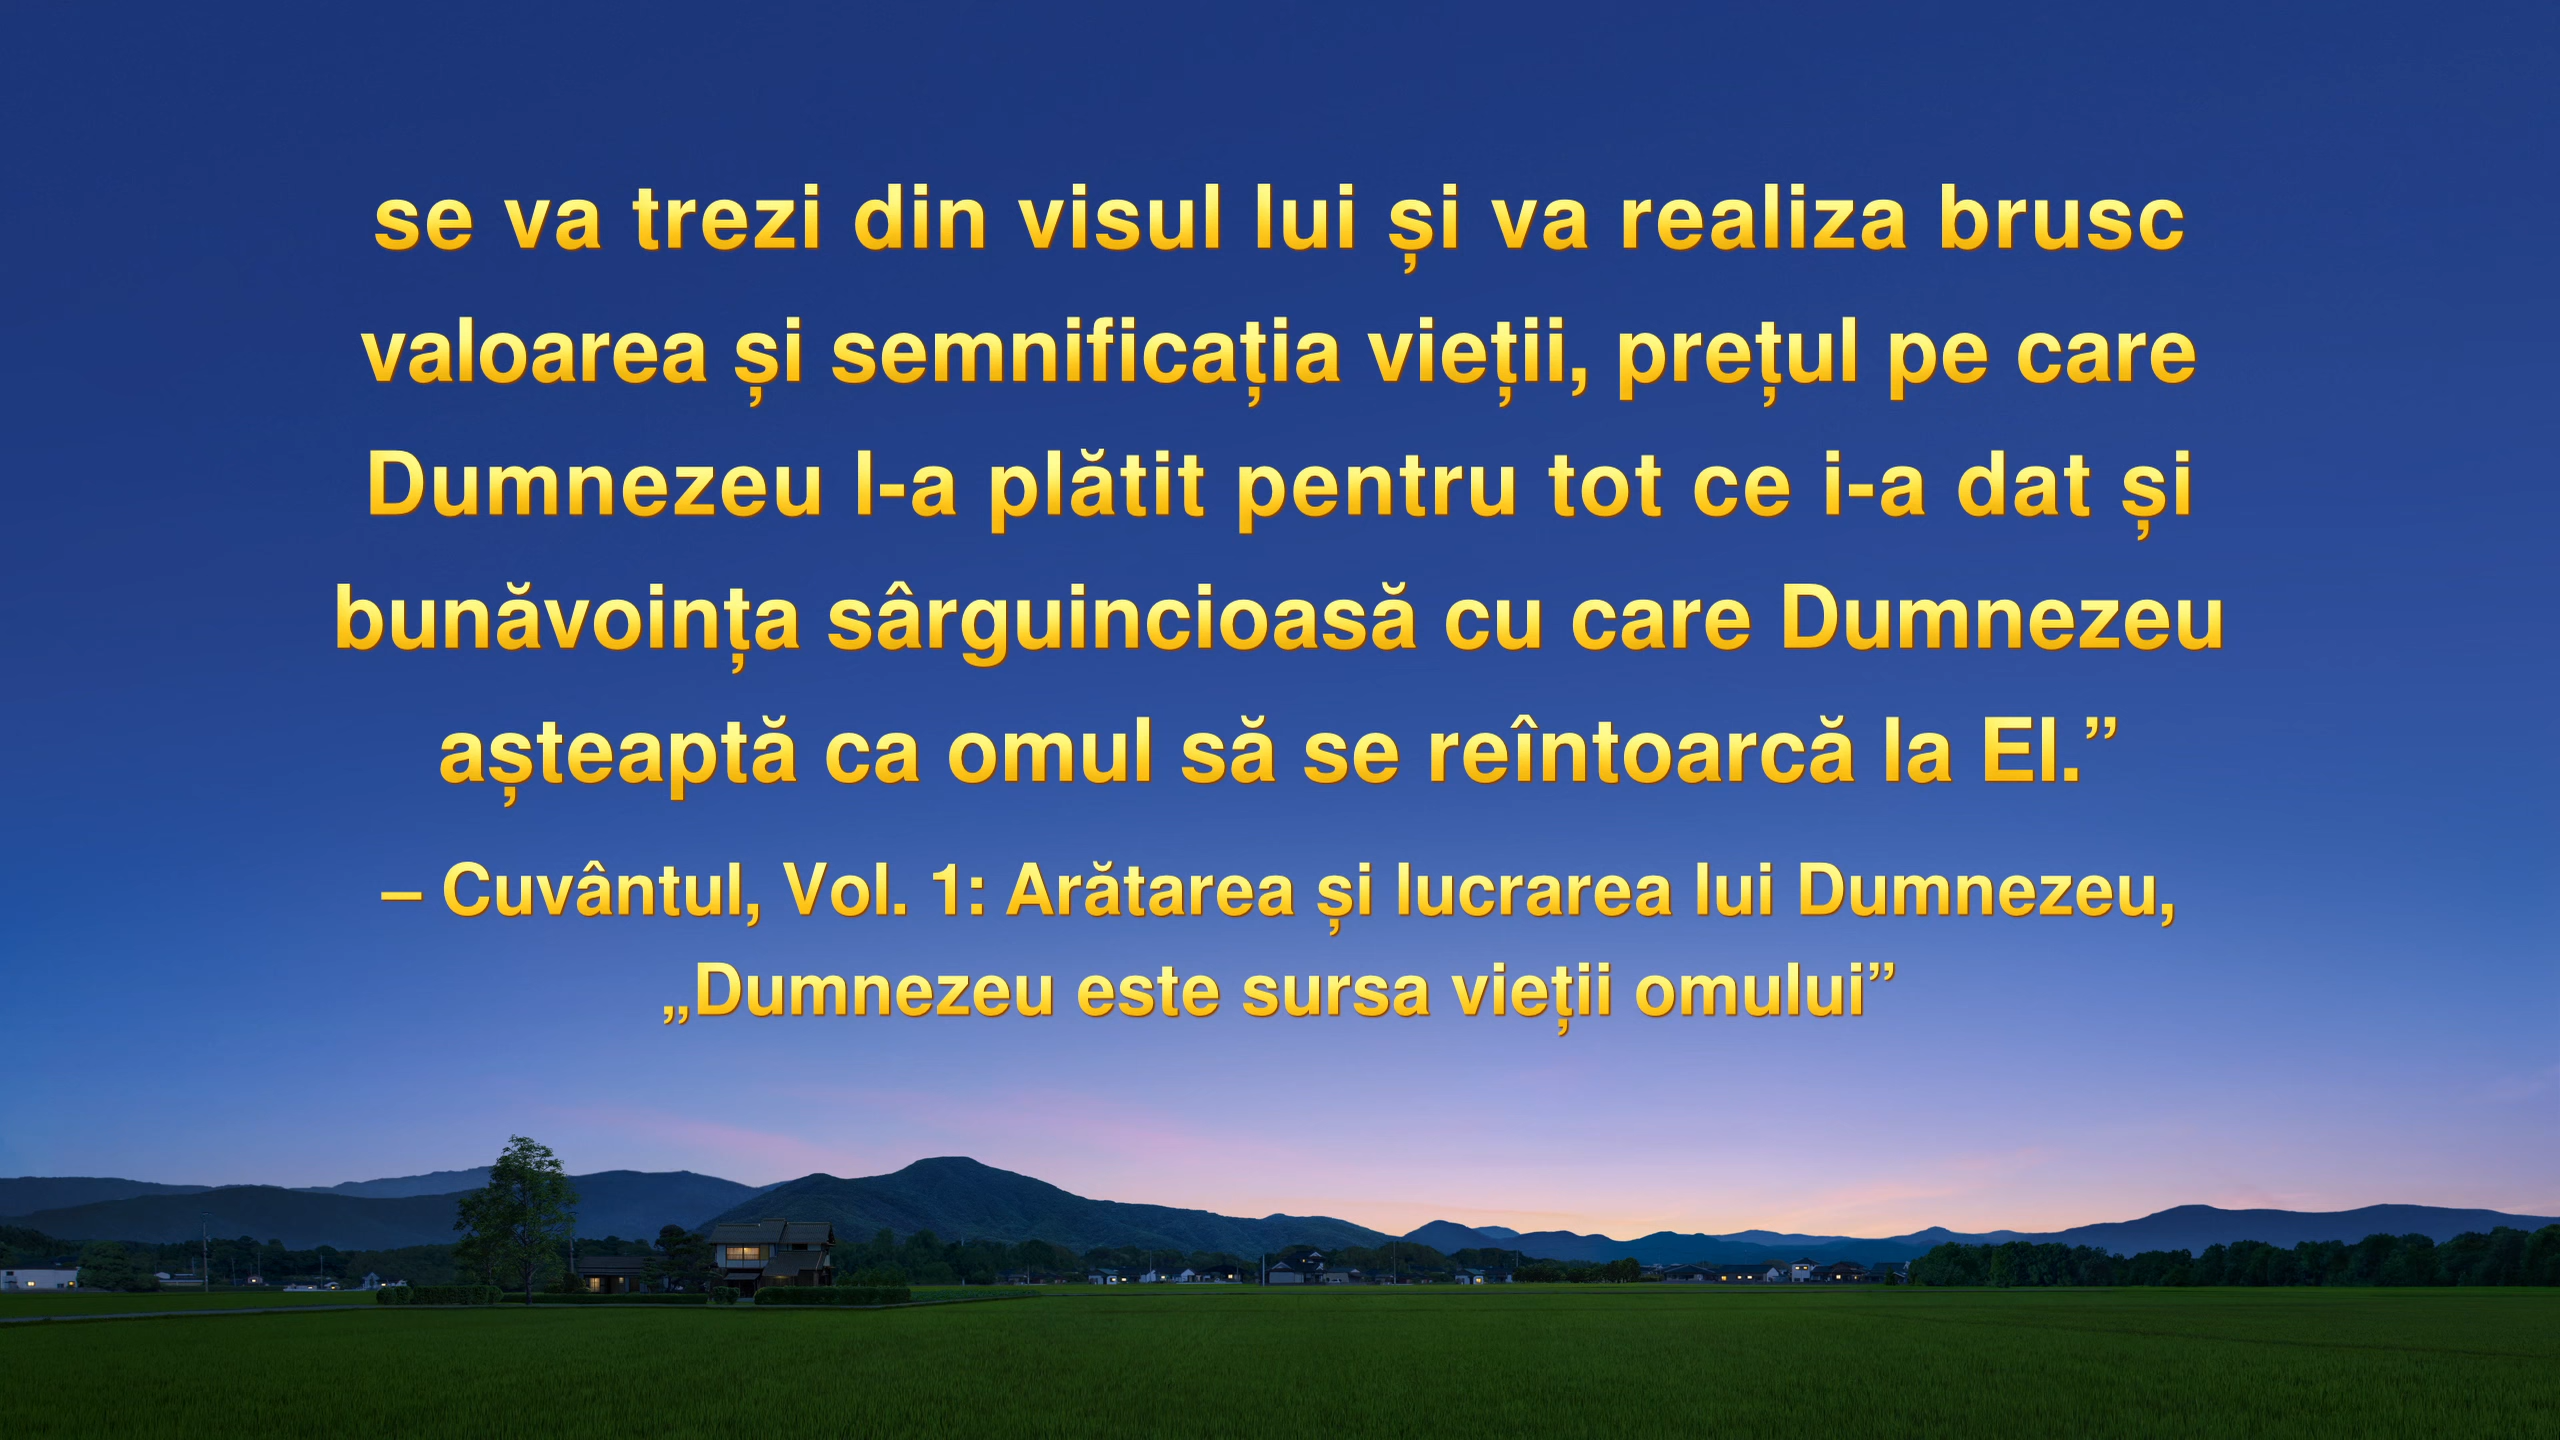 se va trezi din visul lui și va realiza brusc
valoarea și semnificația vieții, prețul pe care
Dumnezeu l-a plătit pentru tot ce i-a dat și
bunăvoința sârguincioasă cu care Dumnezeu
așteaptă ca omul să se reîntoarcă la El.”
– Cuvântul, Vol. 1: Arătarea și lucrarea lui Dumnezeu,
„Dumnezeu este sursa vieții omului”